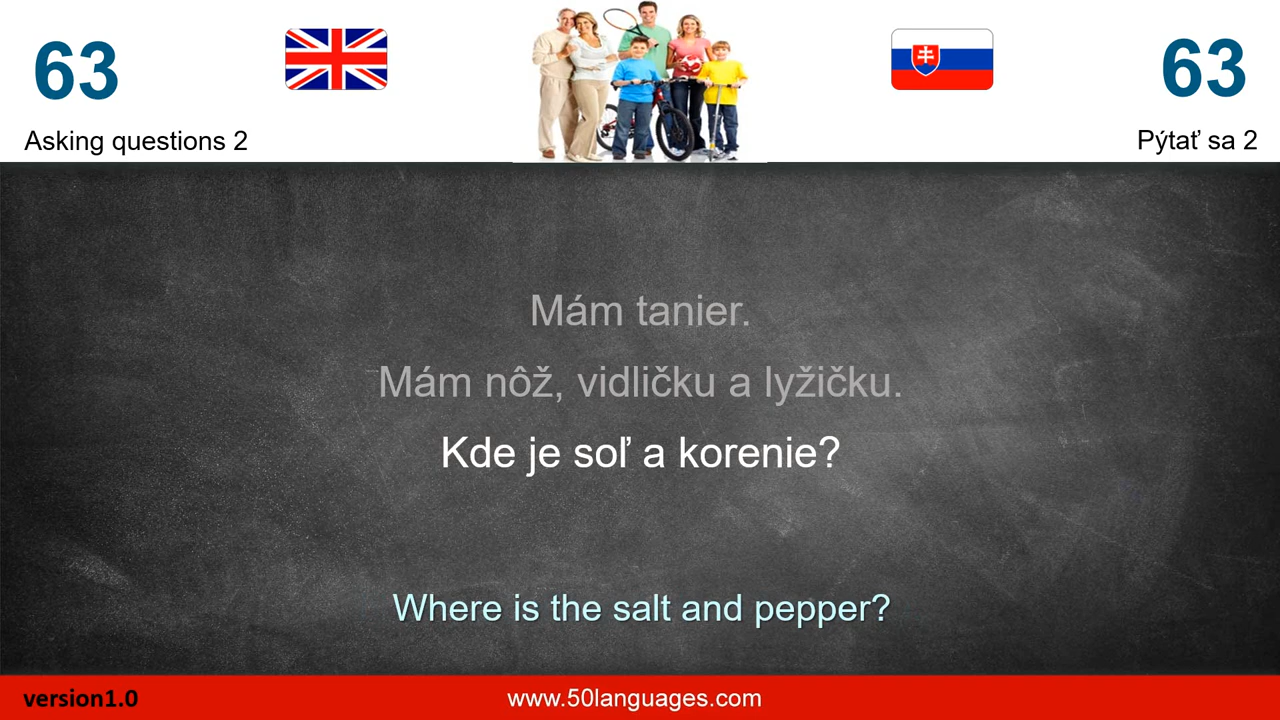 63
63
Asking questions 2
Pýtať sa 2
Mám tanier.
Mám nôž, vidličku a lyžičku.
Kde je soľ a korenie?
Where is the salt and pepper?
version1.0
www.50languages.com